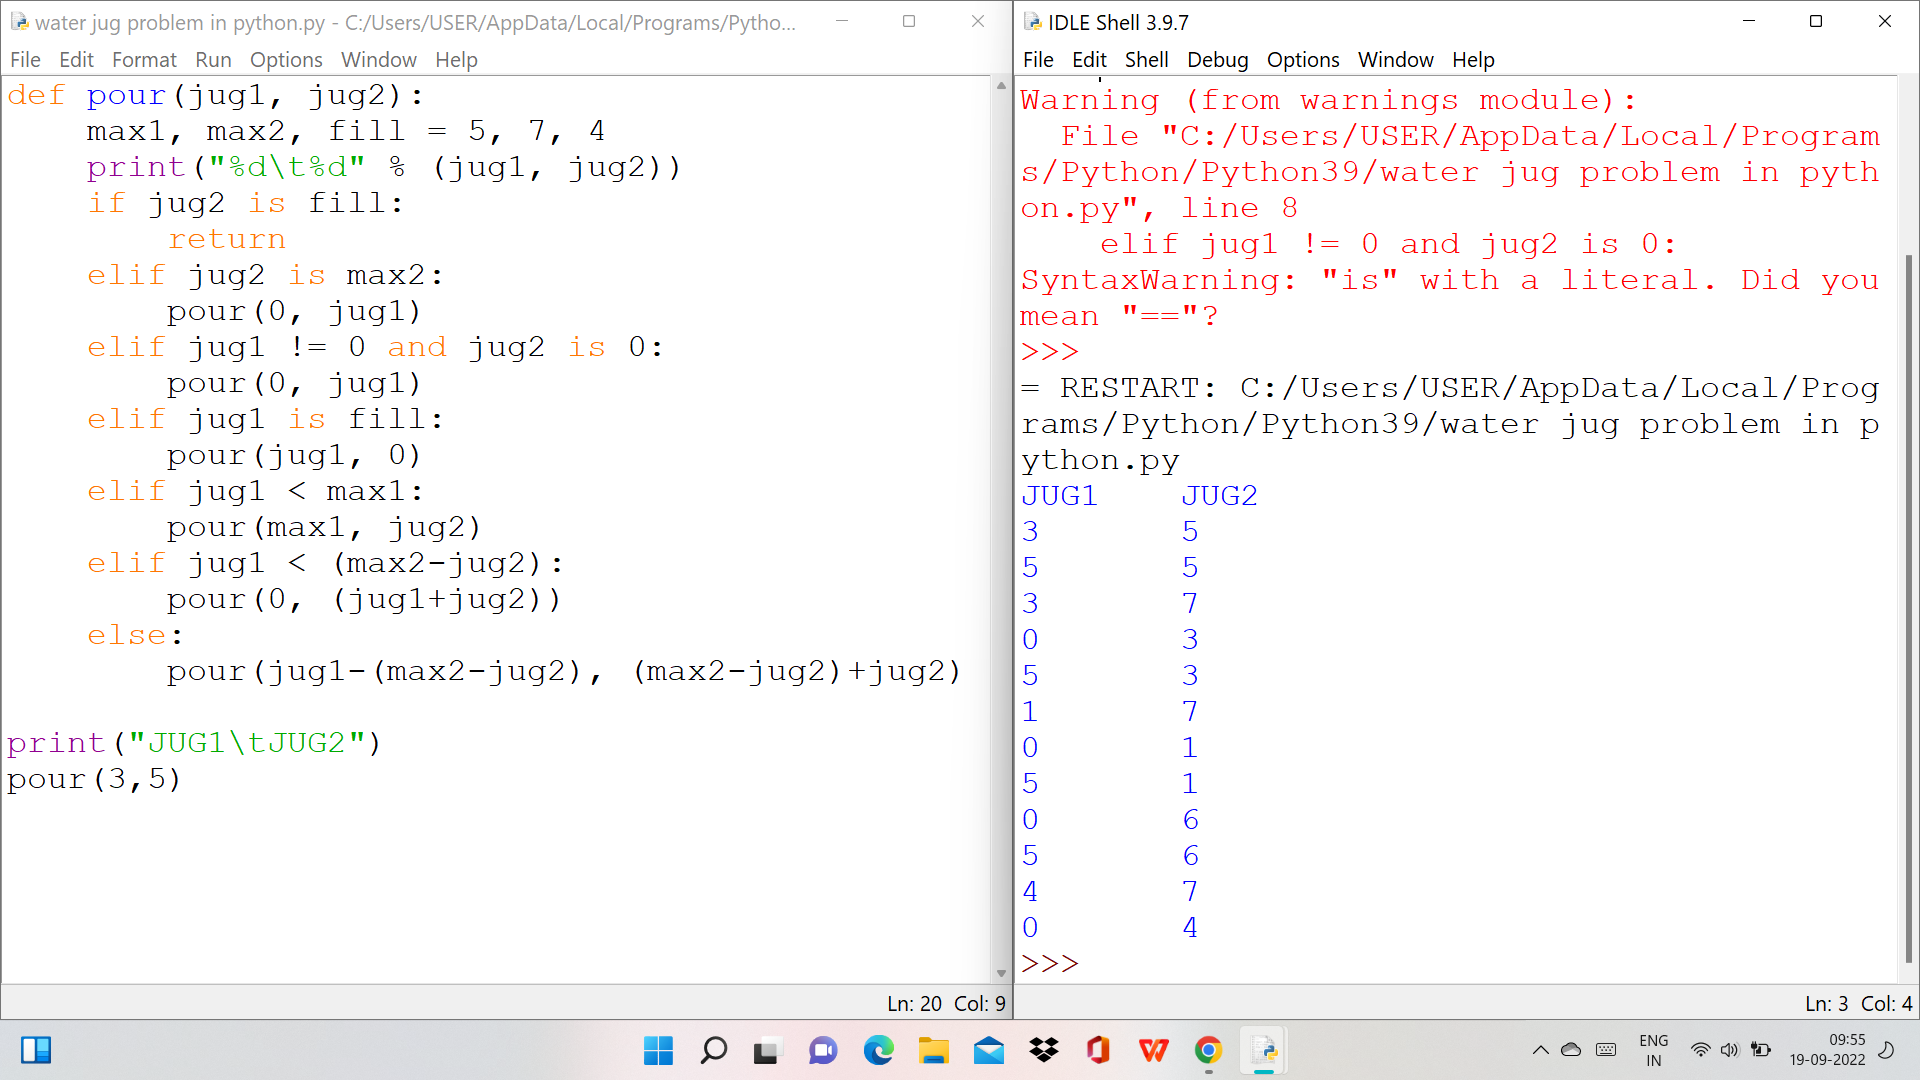 water jug problem in python.py - C:/Users/USER/AppData/Local/Programs/Pytho...
File Edit Format Run Options Window Help
def pour(jug1, jug2):
    max1, max2, fill = 5, 7, 4
    print("%d\t%d" % (jug1, jug2))
    if jug2 is fill:
        return
    elif jug2 is max2:
        pour(0, jug1)
    elif jug1 != 0 and jug2 is 0:
        pour(0, jug1)
    elif jug1 is fill:
        pour(jug1, 0)
    elif jug1 < max1:
        pour(max1, jug2)
    elif jug1 < (max2-jug2):
        pour(0, (jug1+jug2))
    else:
        pour(jug1-(max2-jug2), (max2-jug2)+jug2)
print("JUG1\tJUG2")
pour(3,5)
Ln: 20 Col: 9
IDLE Shell 3.9.7
File Edit Shell Debug Options Window Help
Warning (from warnings module):
  File "C:/Users/USER/AppData/Local/Program
s/Python/Python39/water jug problem in pyth
on.py", line 8
    elif jug1 != 0 and jug2 is 0:
SyntaxWarning: "is" with a literal. Did you
mean "=="?
>>>
= RESTART: C:/Users/USER/AppData/Local/Prog
rams/Python/Python39/water jug problem in p
ython.py
JUG1	JUG2
3	5
5	5
3	7
0	3
5	3
1	7
0	1
5	1
0	6
5	6
4	7
0	4
>>>
Ln: 3 Col: 4
ENG
IN
09:55
19-09-2022